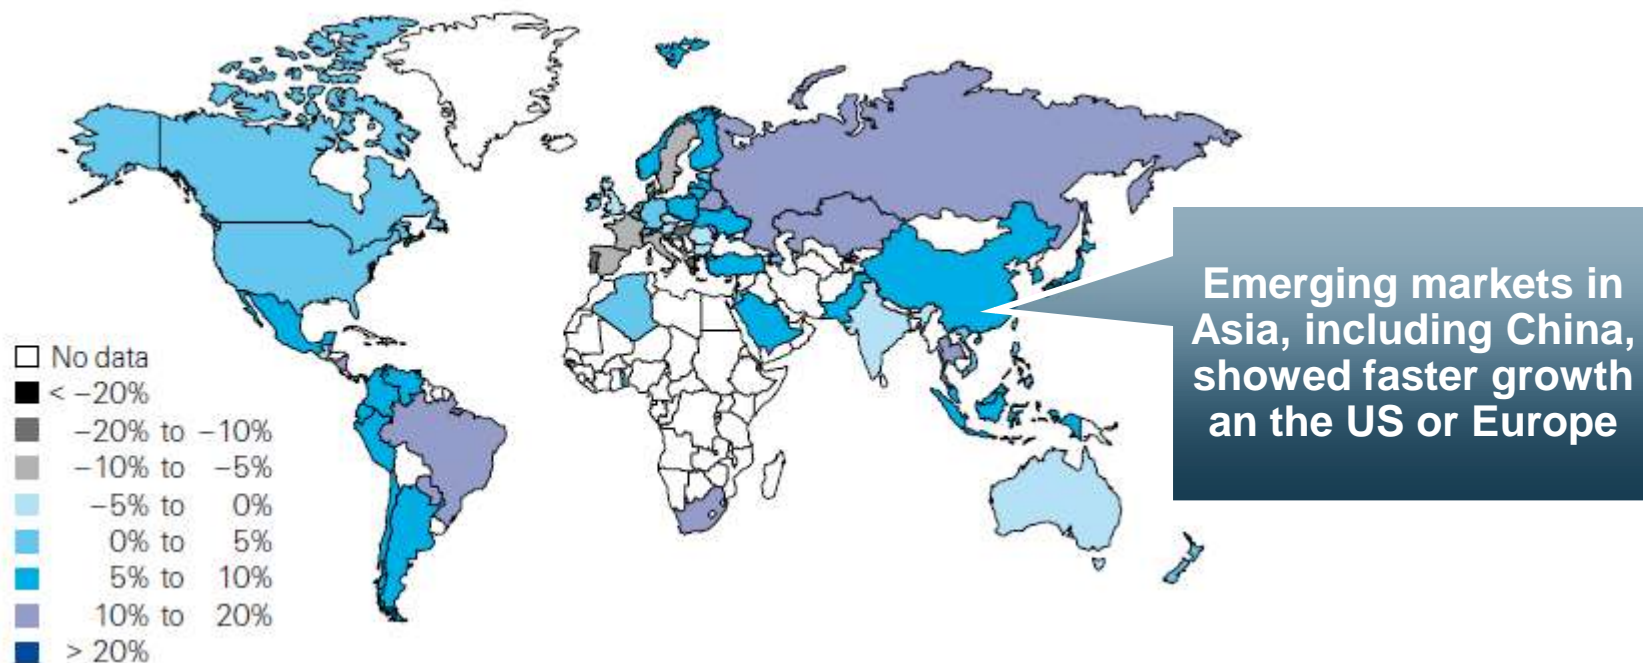 No data
< −20%
−20% to −10%
−10% to −5%
−5% to 0%
0% to 5%
5% to 10%
10% to 20%
> 20%
Emerging markets in
Asia, including China,
showed faster growth
an the US or Europe